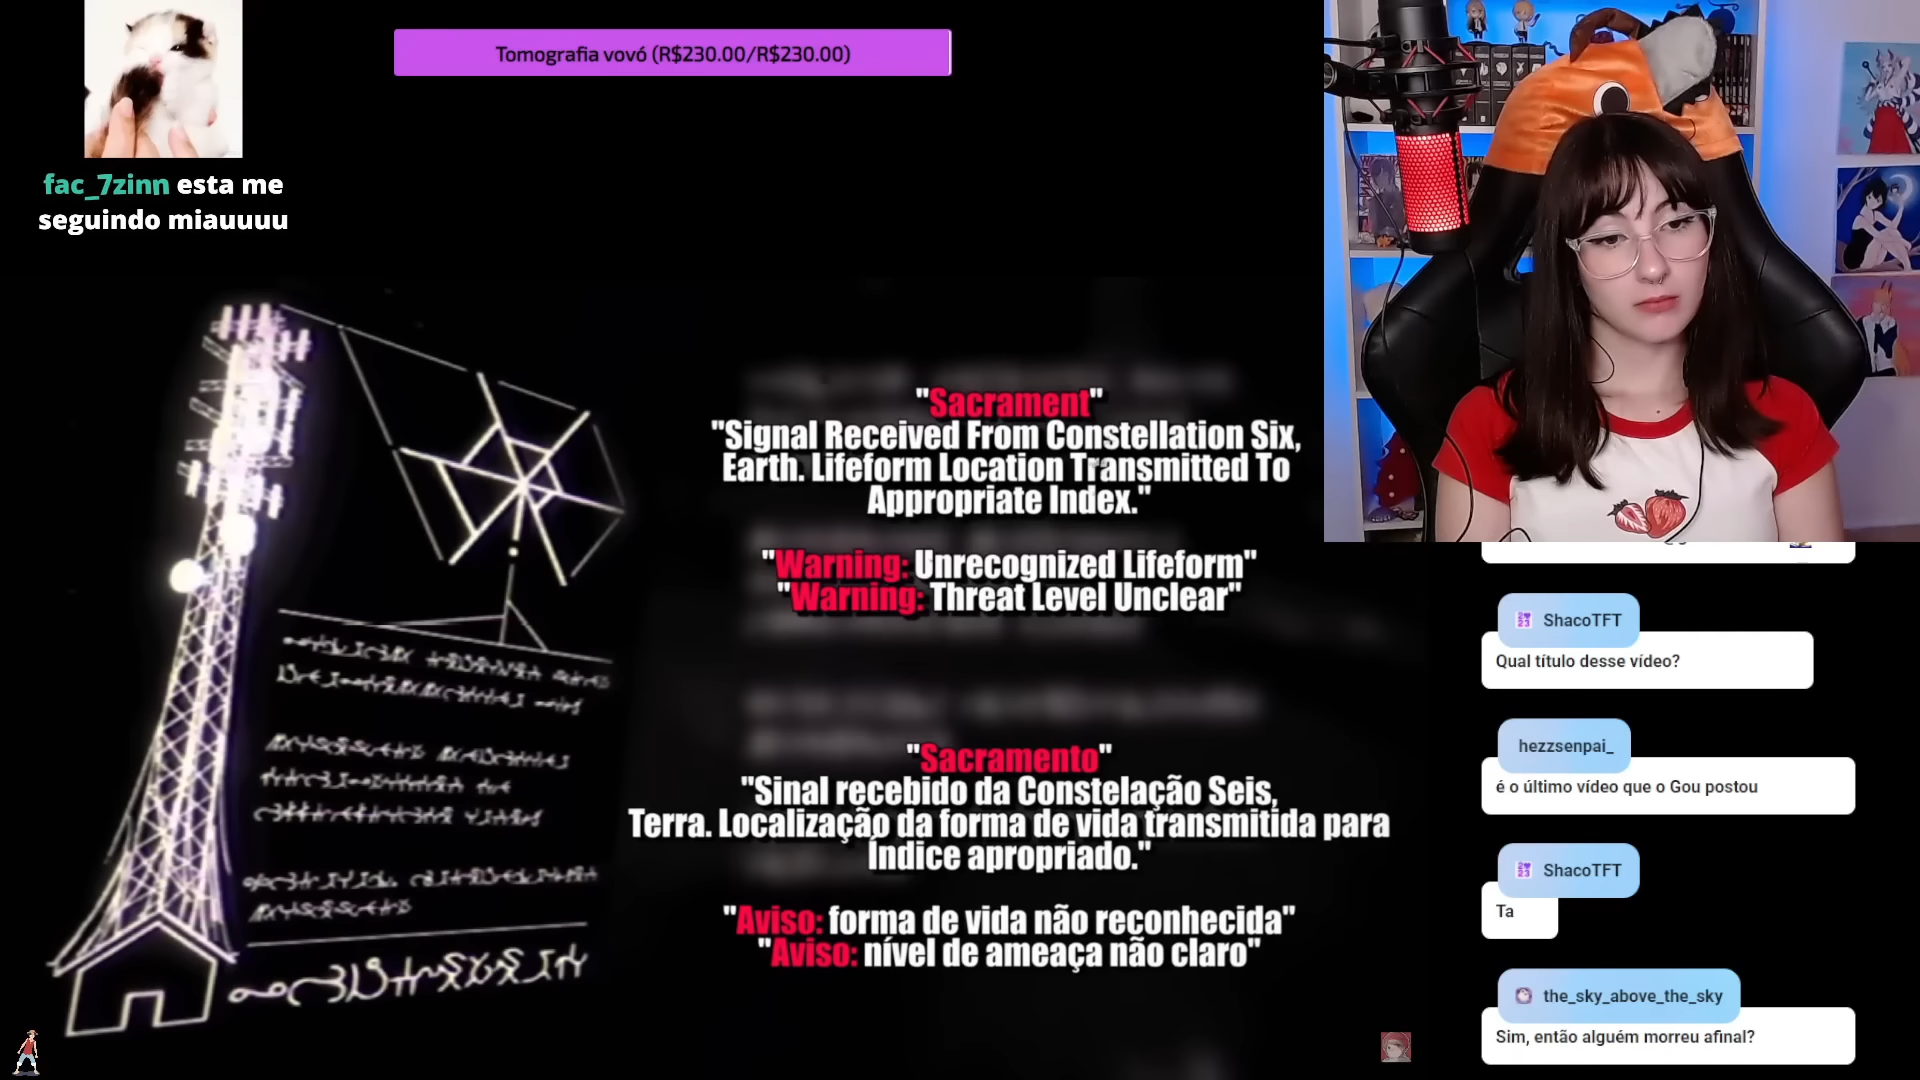 Tomografia vovó (R$230.00/R$230.00)
fac_7zinn esta me
seguindo miauuuu
"Sacrament"
"Signal Received From Constellation Six,
Earth. Lifeform Location Transmitted To
Appropriate Index."
"Warning: Unrecognized Lifeform"
"Warning: Threat Level Unclear"
"Sacramento"
"Sinal recebido da Constelação Seis,
Terra. Localização da forma de vida transmitida para
Índice apropriado."
"Aviso: forma de vida não reconhecida"
"Aviso: nível de ameaça não claro"
ShacoTFT
Qual título desse vídeo?
hezzsenpai_
é o último vídeo que o Gou postou
ShacoTFT
Ta
the_sky_above_the_sky
Sim, então alguém morreu afinal?